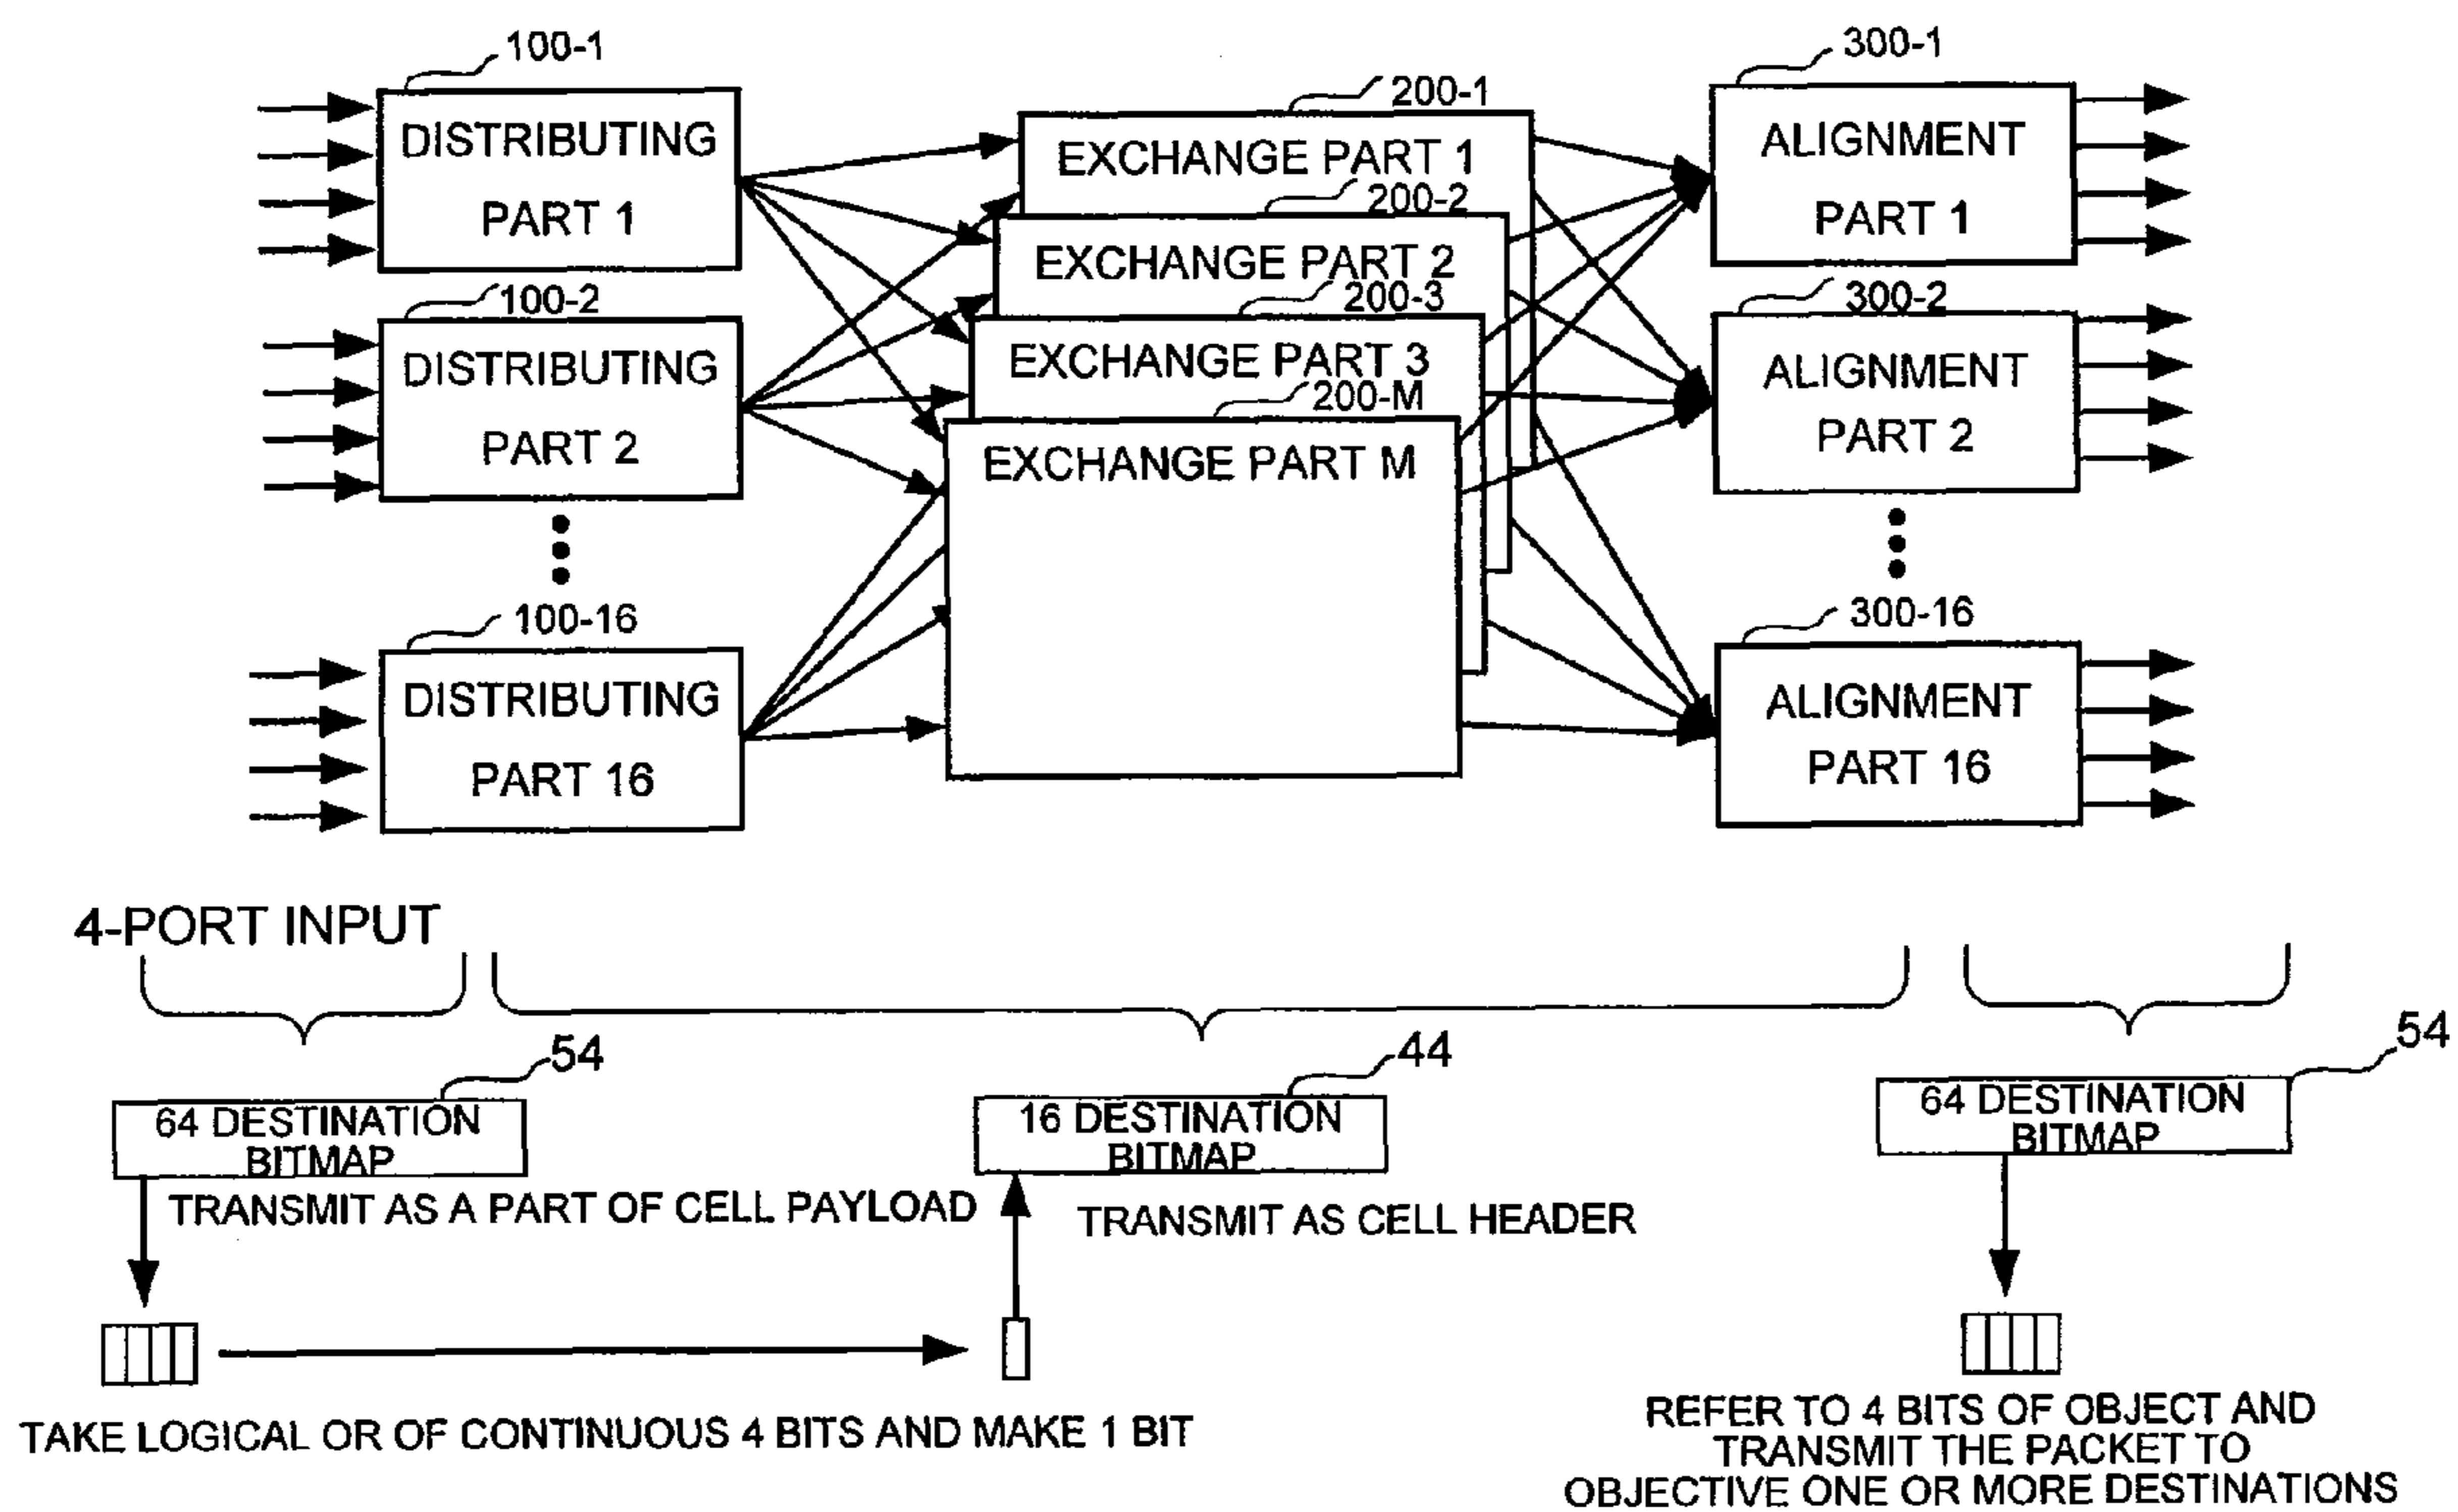 100-1
DISTRIBUTING
PART 1
200-1
EXCHANGE PART 1
300-1
ALIGNMENT
PART 1
200-2
EXCHANGE PART 2
100-2
DISTRIBUTING
PART 2
200-3
EXCHANGE PART 3
300-2
ALIGNMENT
PART 2
200-M
EXCHANGE PART M
100-16
DISTRIBUTING
PART 16
300-16
ALIGNMENT
PART 16
4-PORT INPUT
54
64 DESTINATION
BITMAP
44
16 DESTINATION
BITMAP
54
64 DESTINATION
BITMAP
TRANSMIT AS A PART OF CELL PAYLOAD
TRANSMIT AS CELL HEADER
TAKE LOGICAL OR OF CONTINUOUS 4 BITS AND MAKE 1 BIT
REFER TO 4 BITS OF OBJECT AND
TRANSMIT THE PACKET TO
OBJECTIVE ONE OR MORE DESTINATIONS